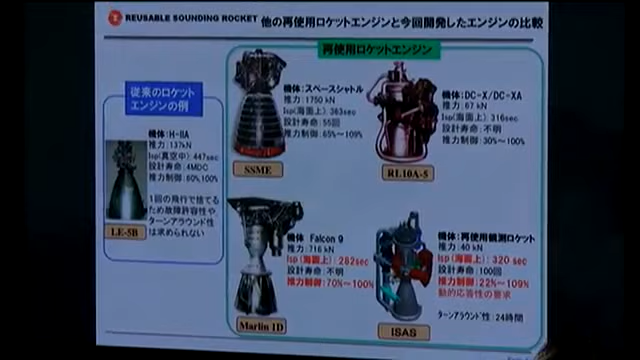 REUSABLE SOUNDING ROCKET 他の再使用ロケットエンジンと今回開発したエンジンの比較
再使用ロケットエンジン
従来のロケット
エンジンの例
機体:H-IIA
推力:137kN
Isp(真空中):447sec
設計寿命:4MDC
推力制御:60%,100%
1回の飛行で捨てる
ため故障許容性や、
ターンアラウンド性
は求められない
LE-5B
機体:スペースシャトル
推力:1750 kN
Isp(海面上):363sec
設計寿命:55回
推力制御:65%~109%
SSME
機体:DC-X/DC-XA
推力:67 kN
Isp(海面上):316sec
設計寿命:不明
推力制御:30%~100%
RL10A-5
機体 Falcon 9
推力:716 kN
Isp(海面上):282sec
設計寿命:不明
推力制御:70%~100%
Marlin 1D
機体:再使用観測ロケット
推力:40 kN
Isp(海面上):320 sec
設計寿命:100回
推力制御:22%~109%
動的応答性の要求
ターンアラウンド性:24時間
ISAS